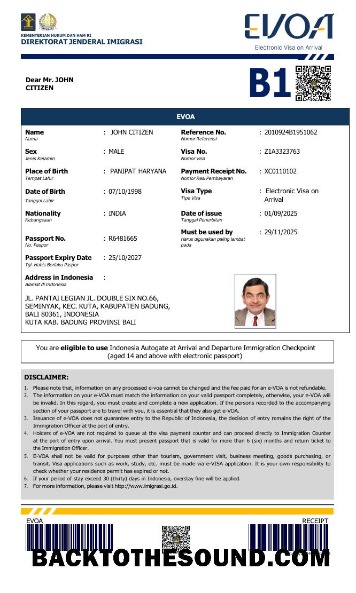 KEMENTERIAN HUKUM DAN HAM RI
DIREKTORAT JENDERAL IMIGRASI
EVOA
Electronic Visa on Arrival
Dear Mr. JOHN
CITIZEN
B1
EVOA
Name : JOHN CITIZEN
Nama
Reference No. : 2010924B1951062
Nomor Referensi
Sex : MALE
Jenis Kelamin
Visa No. : Z1A3323763
Nomor Visa
Place of Birth : PANIPAT HARYANA
Tempat Lahir
Payment Receipt No. : XC0110102
Nomor Resi Pembayaran
Date of Birth : 07/10/1998
Tanggal Lahir
Visa Type : Electronic Visa on
Arrival
Tipe Visa
Nationality : INDIA
Kebangsaan
Date of issue : 01/09/2025
Tanggal Penerbitan
Passport No. : R6481665
No. Paspor
Must be used by : 29/11/2025
Harus digunakan paling lambat
pada
Passport Expiry Date : 25/10/2027
Tgl Habis Berlaku Paspor
Address in Indonesia :
Alamat di Indonesia
JL. PANTAI LEGIAN JL. DOUBLE SIX NO.66,
SEMINYAK, KEC. KUTA, KABUPATEN BADUNG,
BALI 80361, INDONESIA
KUTA KAB. BADUNG PROVINSI BALI
You are eligible to use Indonesia Autogate at Arrival and Departure Immigration Checkpoint
(aged 14 and above with electronic passport)
DISCLAIMER:
1. Please note that, information on any processed e-voa cannot be changed and the fee paid for an e-VOA is not refundable.
2. The information on your e-VOA must match the information on your valid passport completely, otherwise, your e-VOA will
be invalid. In this regard, you must create and complete a new application. If the persons recorded to the accompanying
section of your passport are to travel with you, it is essential that they also get e-VOA.
3. Issuance of e-VOA does not guarantee entry to the Republic of Indonesia, the decision of entry remains the right of the
Immigration Officer at the port of entry.
4. Holders of e-VOA are not required to queue at the visa payment counter and can proceed directly to Immigration Counter
at the port of entry upon arrival. You must present passport that is valid for more than 6 (six) months and return ticket to
the Immigration Officer.
5. E-VOA shall not be valid for purposes other than tourism, government visit, business meeting, goods purchasing, or
transit. Visa applications such as work, study, etc. must be made via e-VISA application. It is your own responsibility to
check whether your residence permit has expired or not.
6. If your period of stay exceed 30 (thirty) days in Indonesia, overstay fine will be applied.
7. For more information, please visit http://www.imigrasi.go.id.
EVOA
RECEIPT
BACKTOTHESOUND.COM